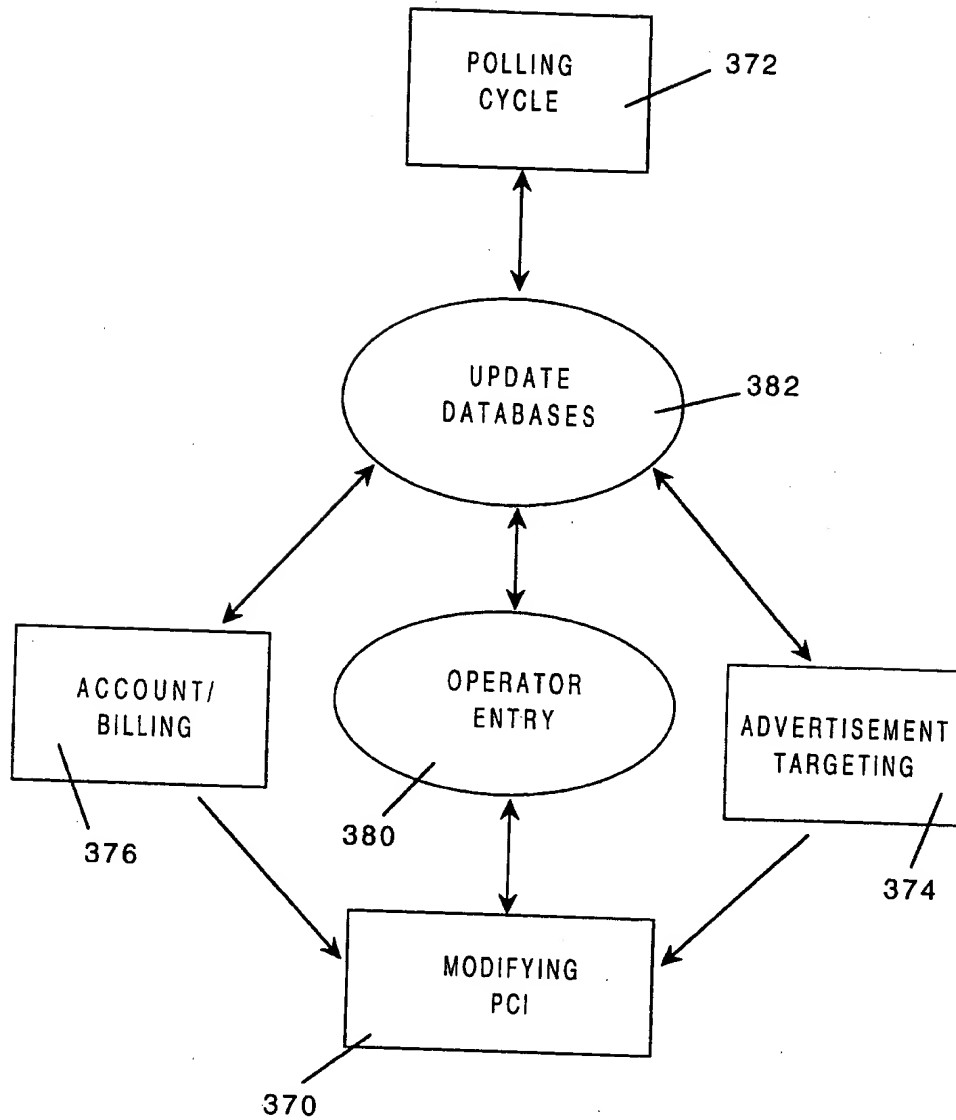 POLLING
CYCLE
372
UPDATE
DATABASES
382
ACCOUNT/
BILLING
376
OPERATOR
ENTRY
380
ADVERTISEMENT
TARGETING
374
MODIFYING
PCI
370